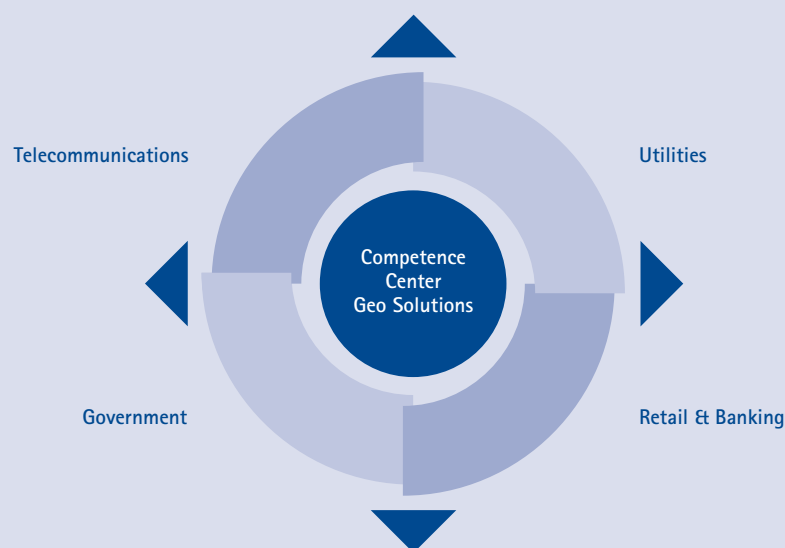 Telecommunications
Utilities
Competence
Center
Geo Solutions
Government
Retail & Banking